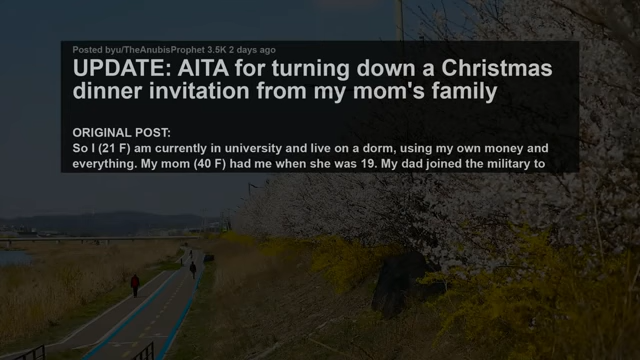 Posted byu/TheAnubisProphet 3.5K 2 days ago
UPDATE: AITA for turning down a Christmas
dinner invitation from my mom's family
ORIGINAL POST:
So I (21 F) am currently in university and live on a dorm, using my own money and
everything. My mom (40 F) had me when she was 19. My dad joined the military to